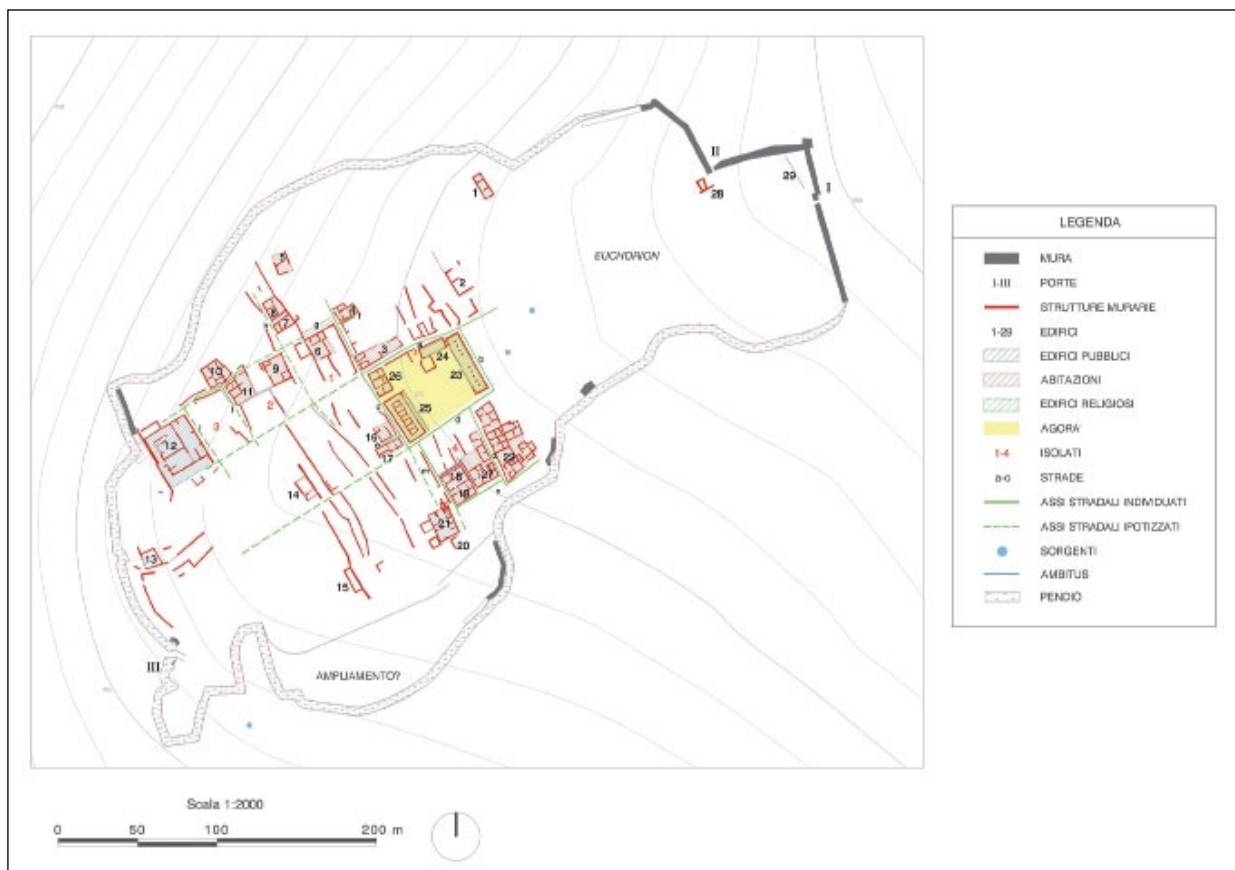 II
29
I
28
1
EUCHORION
5
2
8
7
4
6
3
24
26
23
10
9
11
25
2
3
12
16
17
22
18
27
19
14
21
20
13
15
III
AMPLIAMENTO?
Scala 1:2000
0 50 100 200 m
LEGENDA
MURA
I-III PORTE
STRUTTURE MURARIE
1-29 EDIFICI
EDIFICI PUBBLICI
ABITAZIONI
EDIFICI RELIGIOSI
AGORA'
1-4 ISOLATI
a-o STRADE
ASSI STRADALI INDIVIDUATI
ASSI STRADALI IPOTIZZATI
SORGENTI
AMBITUS
PENDIO